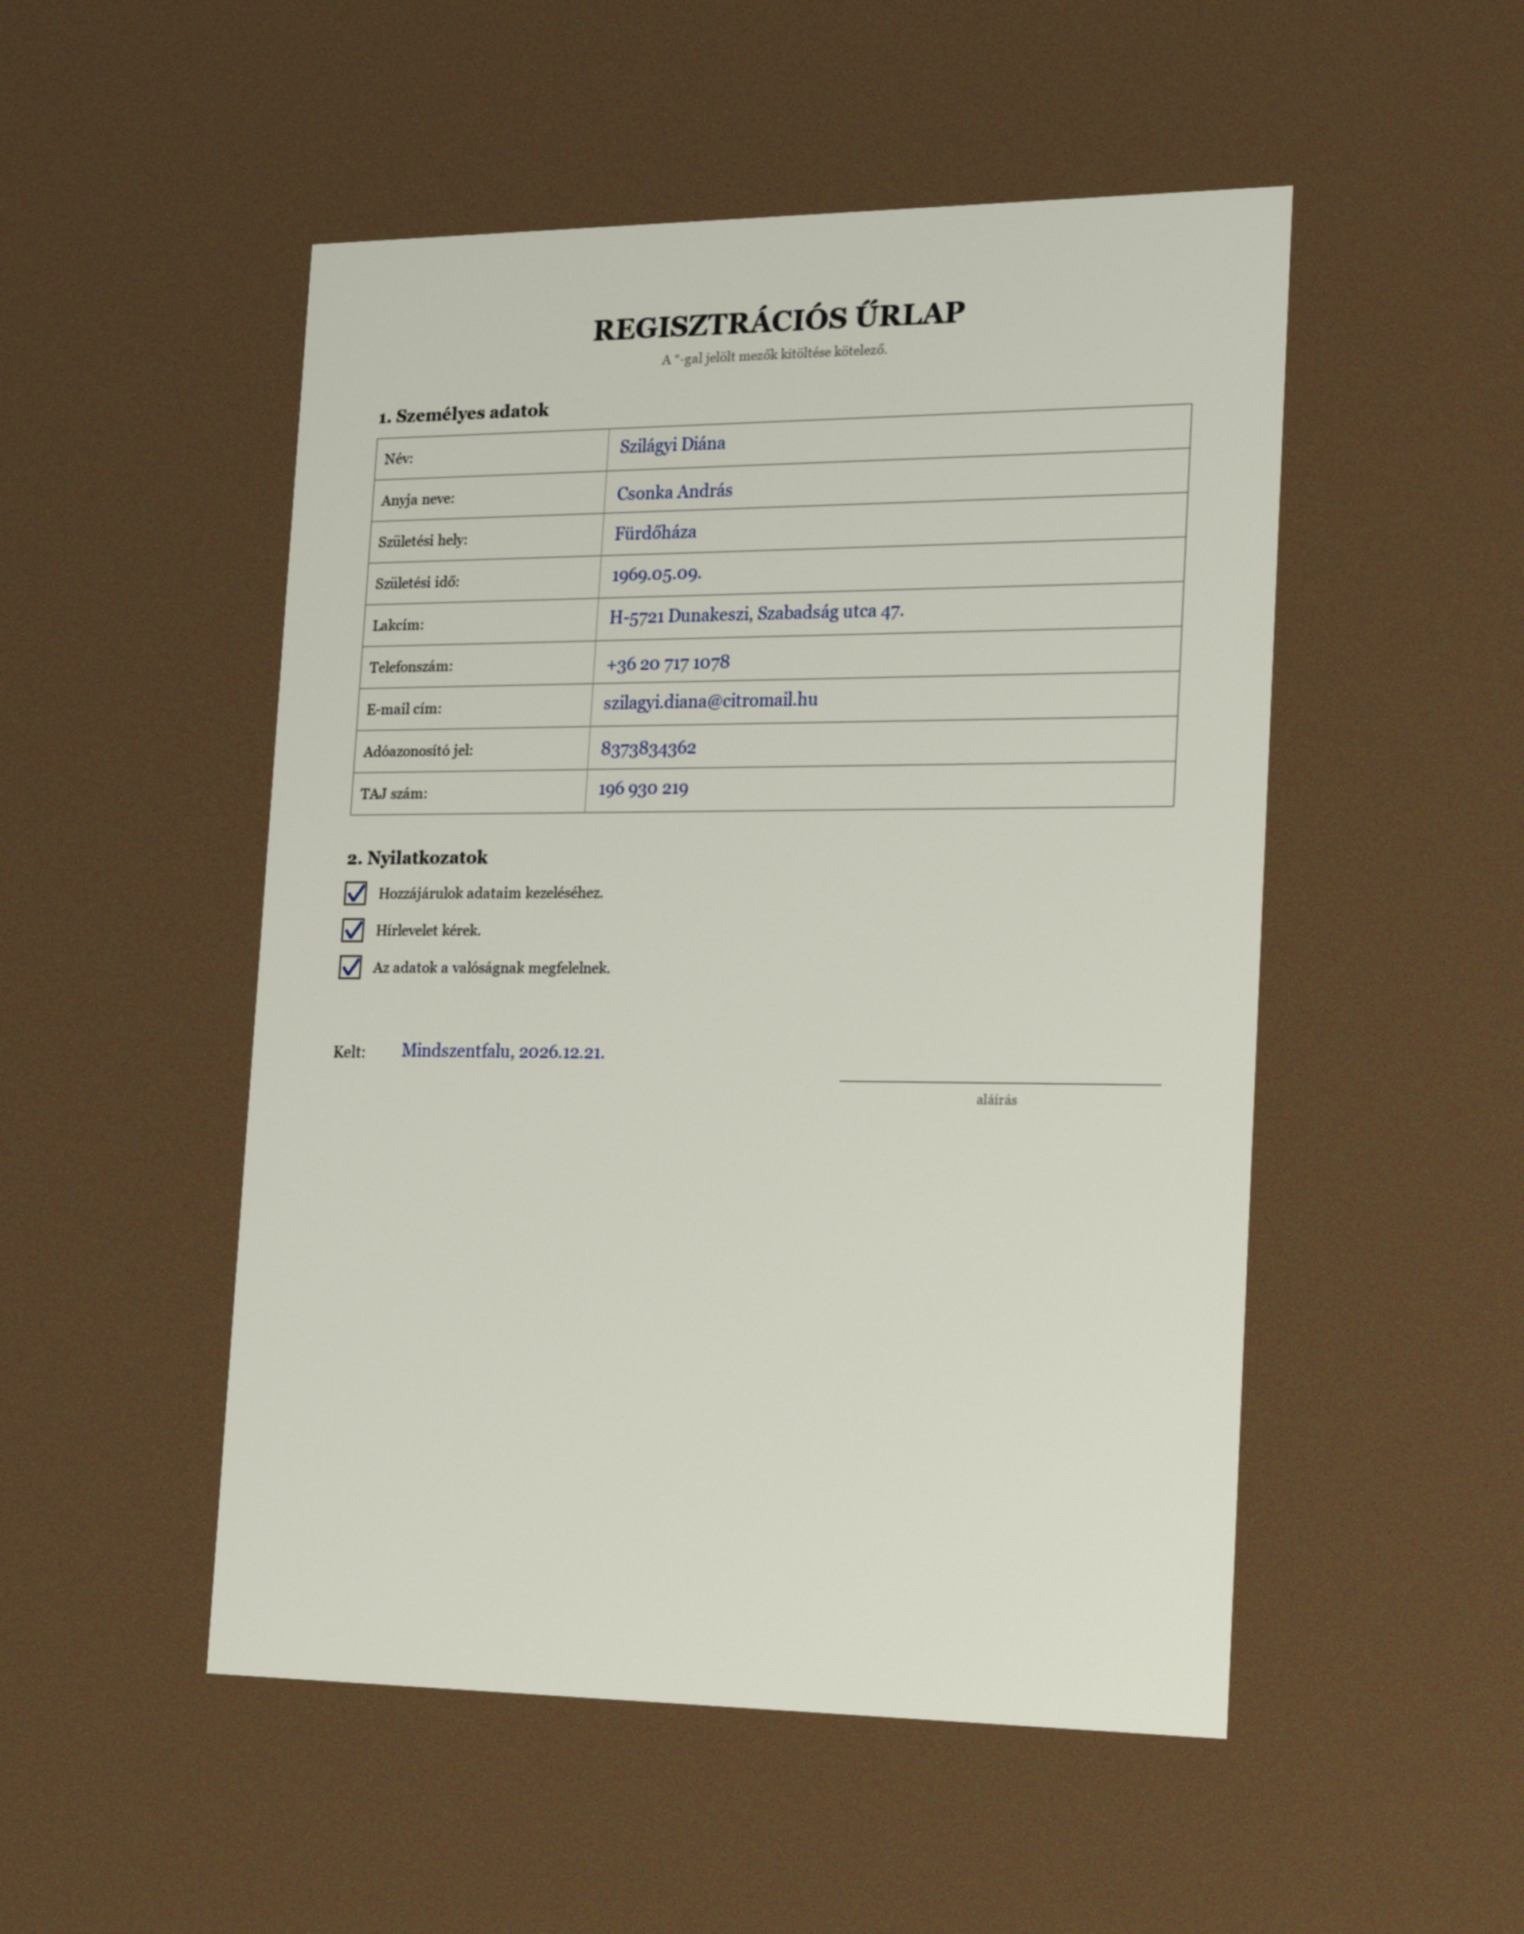 REGISZTRÁCIÓS ŰRLAP
A *-gal jelölt mezők kitöltése kötelező.
1. Személyes adatok
Név: Szilágyi Diána
Anyja neve: Csonka András
Születési hely: Fürdőháza
Születési idő: 1969.05.09.
Lakcím: H-5721 Dunakeszi, Szabadság utca 47.
Telefonszám: +36 20 717 1078
E-mail cím: szilagyi.diana@citromail.hu
Adóazonosító jel: 8373834362
TAJ szám: 196 930 219
2. Nyilatkozatok
Hozzájárulok adataim kezeléséhez.
Hírlevelet kérek.
Az adatok a valóságnak megfelelnek.
Kelt: Mindszentfalu, 2026.12.21.
aláírás